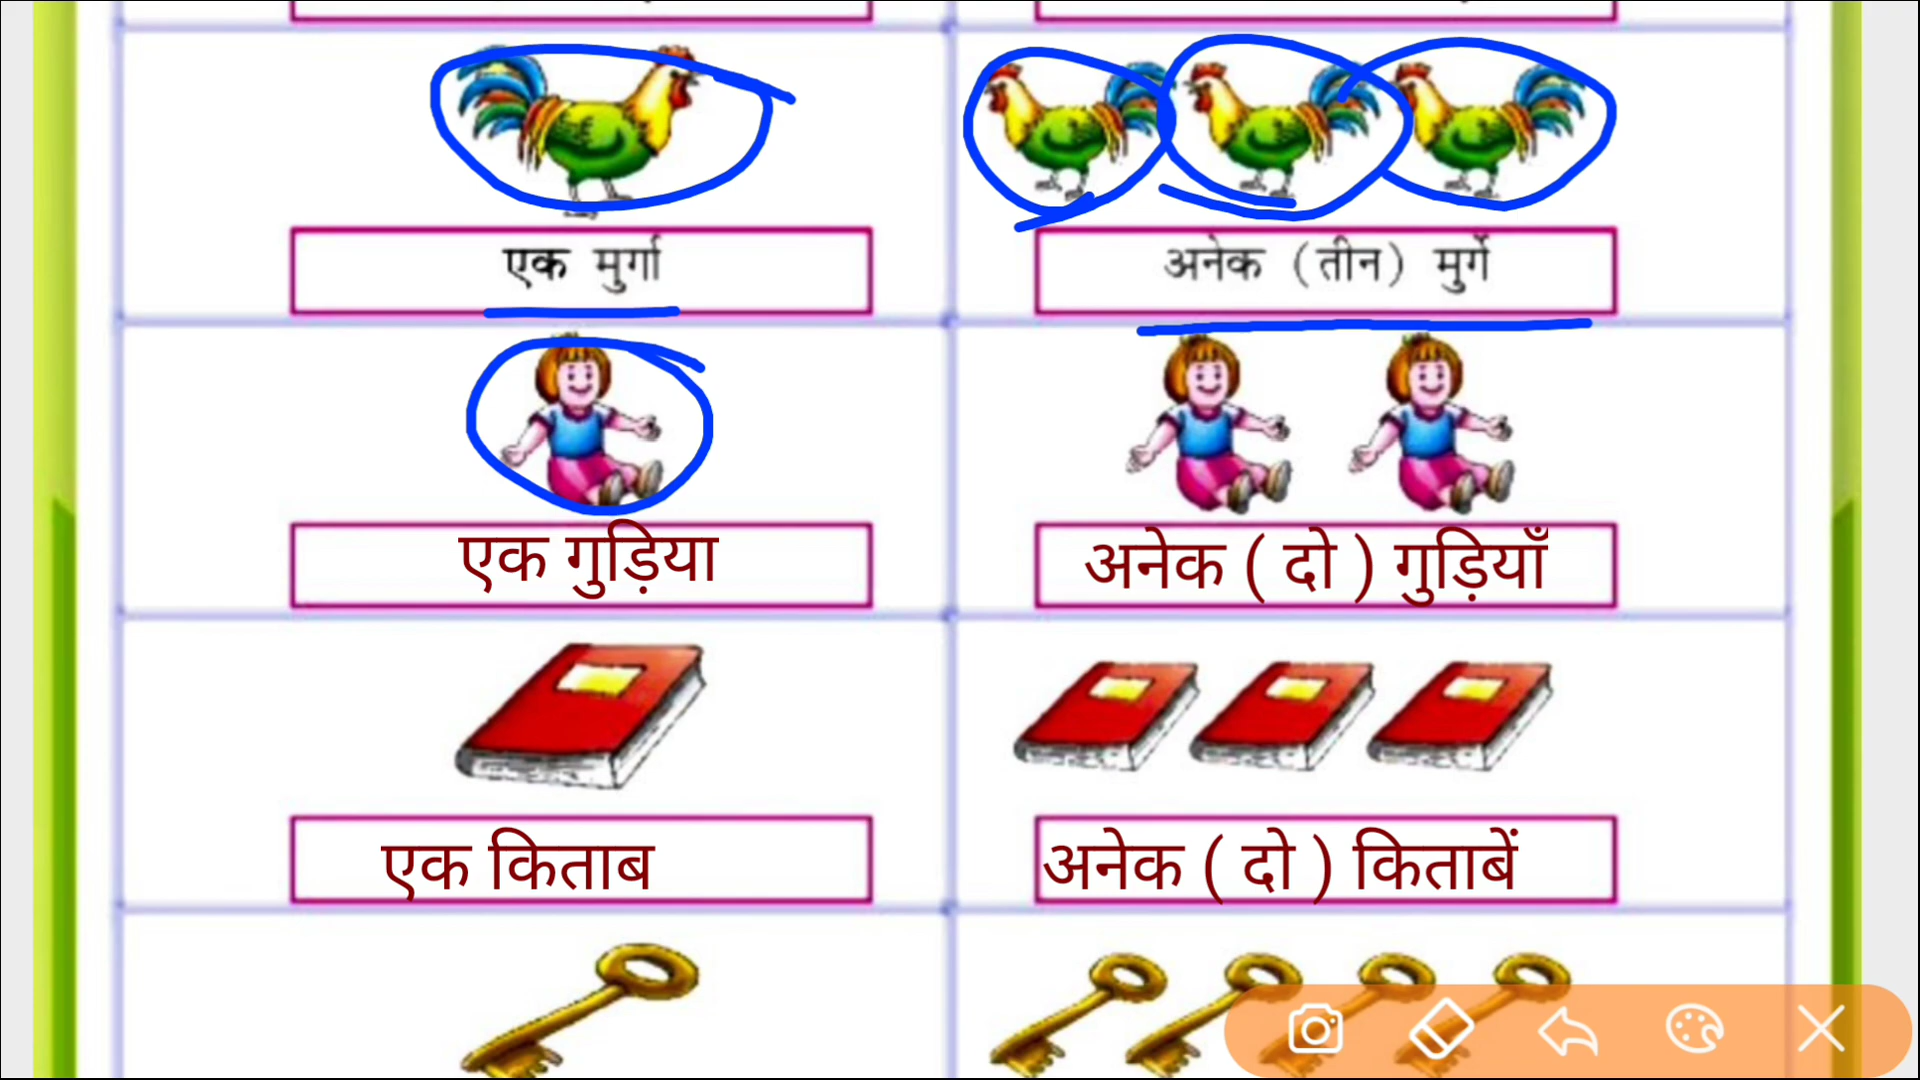 एक मुर्गा
अनेक (तीन) मुर्गे
एक गुड़िया
अनेक ( दो ) गुड़ियाँ
एक किताब
अनेक ( दो ) किताबें